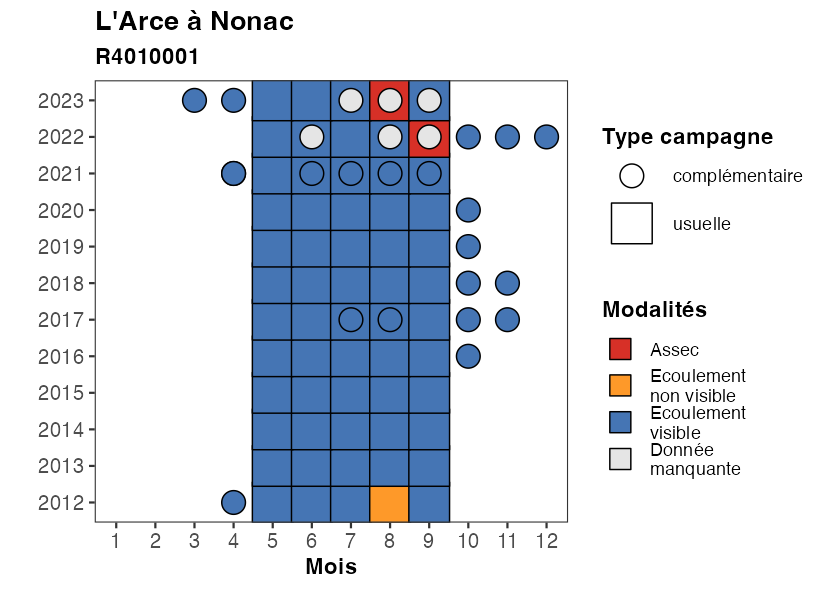 L'Arce à Nonac
R4010001
2023
2022
2021
2020
2019
2018
2017
2016
2015
2014
2013
2012
1 2 3 4 5 6 7 8 9 10 11 12
Mois
Type campagne
complémentaire
usuelle
Modalités
Assec
Ecoulement
non visible
Ecoulement
visible
Donnée
manquante